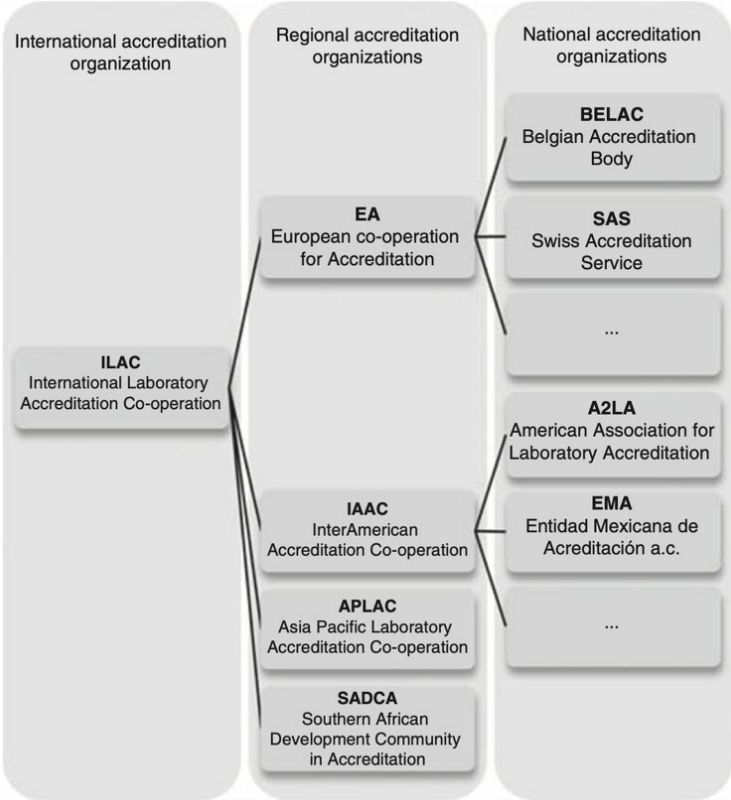 International accreditation
organization
Regional accreditation
organizations
National accreditation
organizations
ILAC
International Laboratory
Accreditation Co-operation
EA
European co-operation
for Accreditation
IAAC
InterAmerican
Accreditation Co-operation
APLAC
Asia Pacific Laboratory
Accreditation Co-operation
SADCA
Southern African
Development Community
in Accreditation
BELAC
Belgian Accreditation
Body
SAS
Swiss Accreditation
Service
...
A2LA
American Association for
Laboratory Accreditation
EMA
Entidad Mexicana de
Acreditación a.c.
...